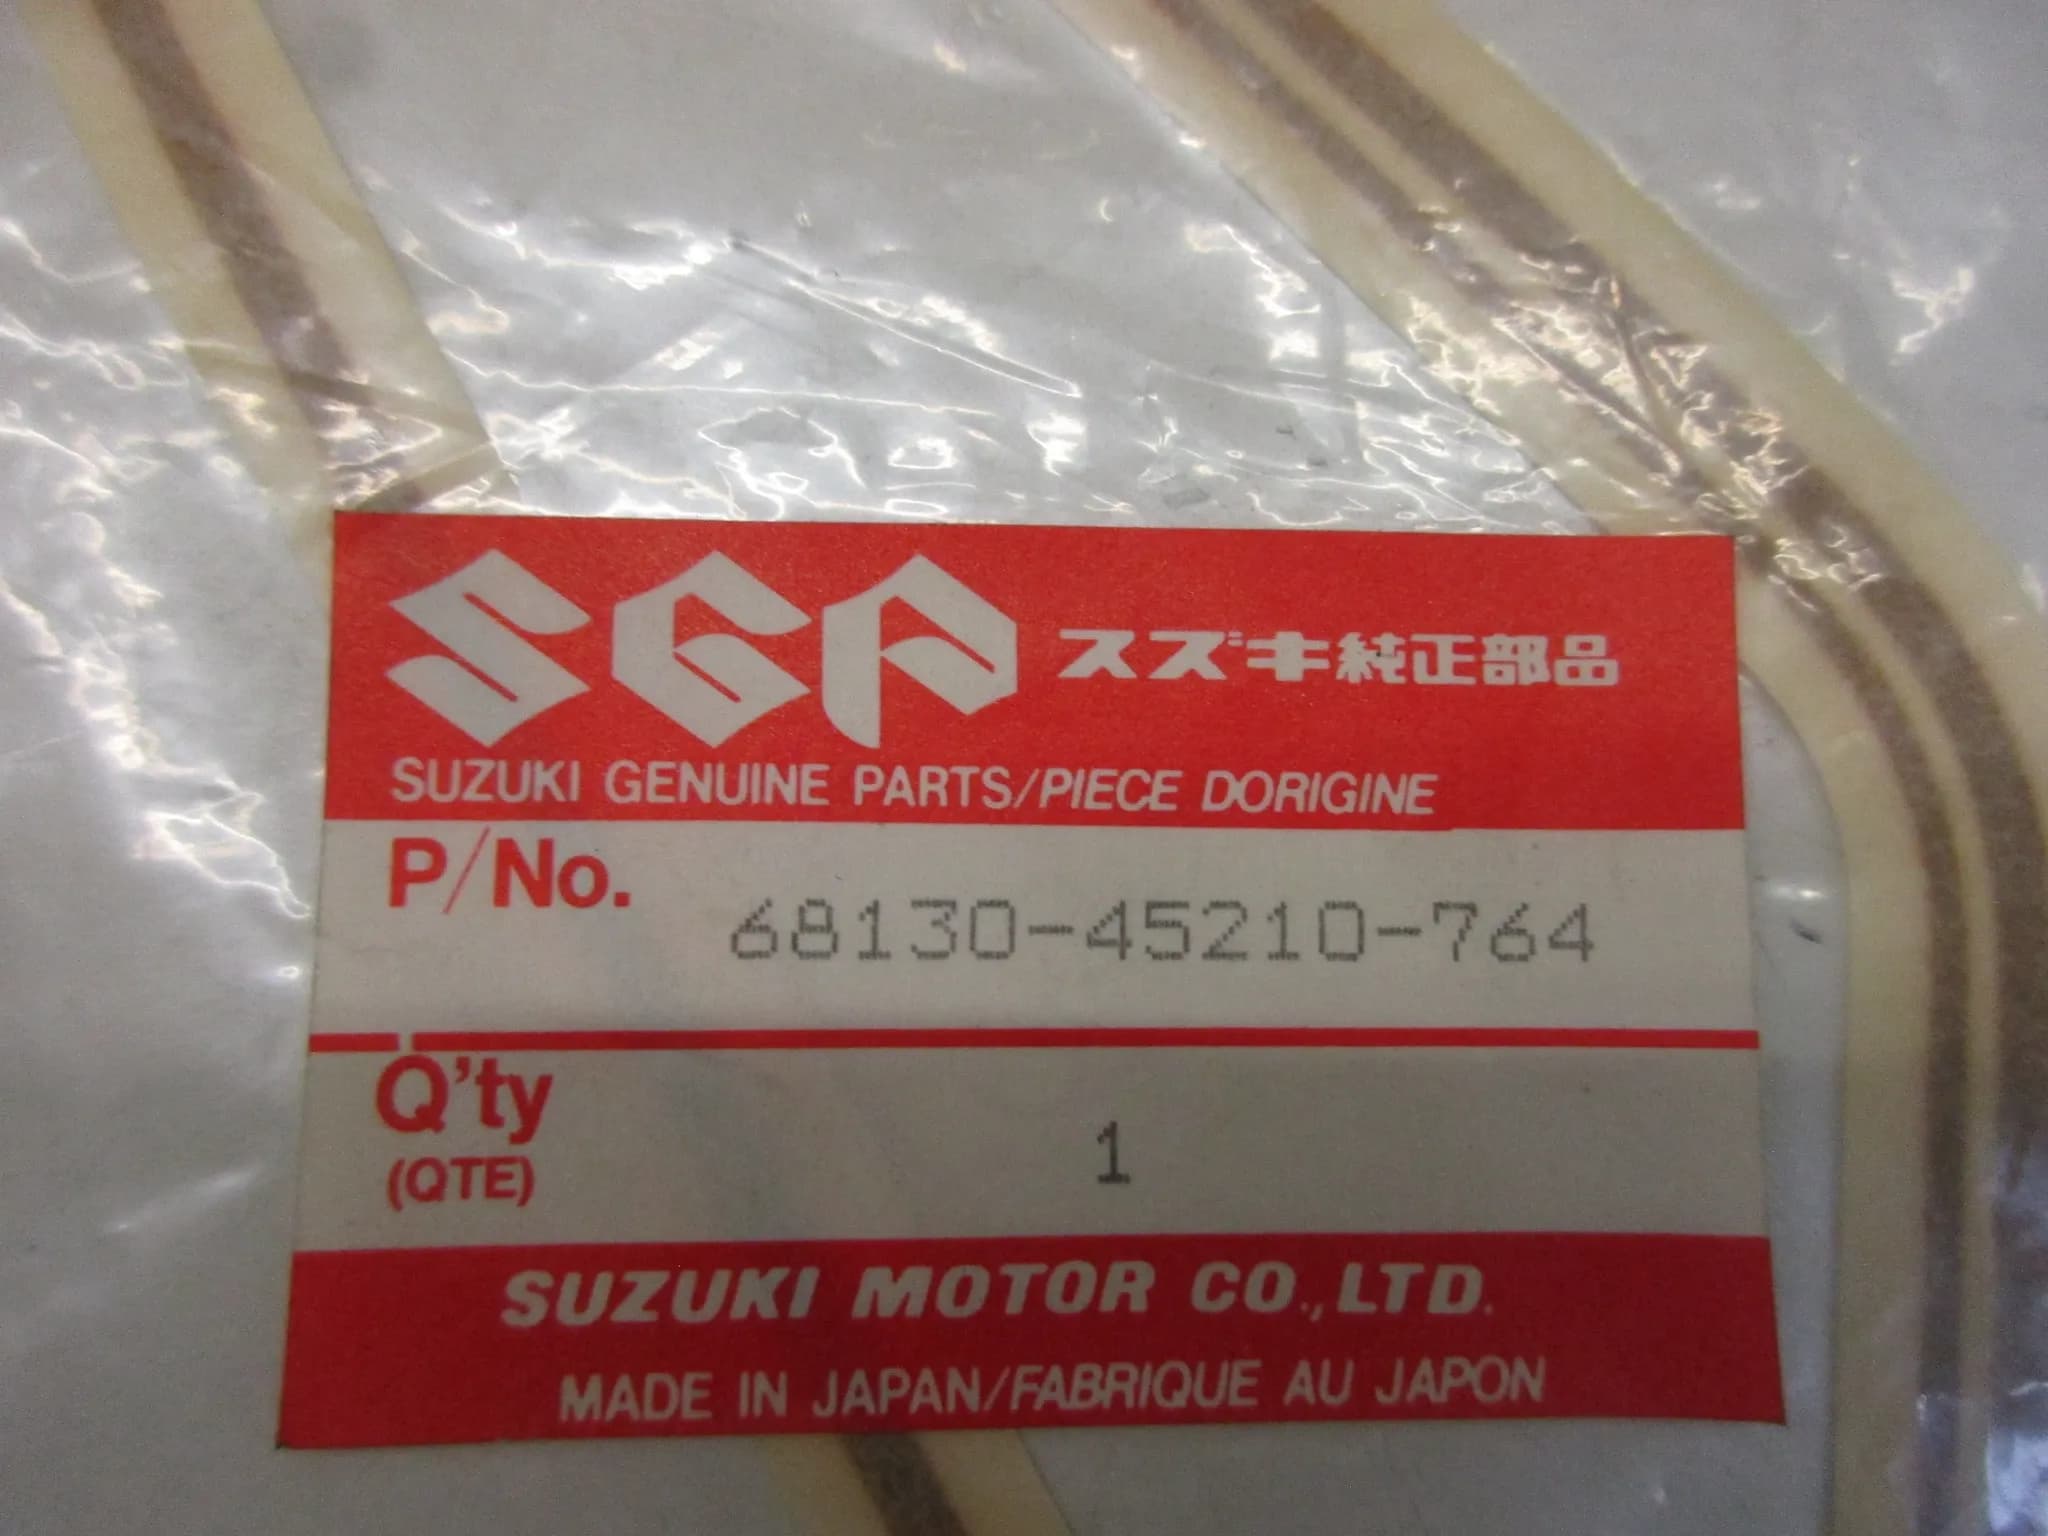 SGP スズキ純正部品
SUZUKI GENUINE PARTS/PIECE DORIGINE
P/No.
68130-45210-764
Q'ty
(QTE)
1
SUZUKI MOTOR CO.,LTD.
MADE IN JAPAN/FABRIQUE AU JAPON